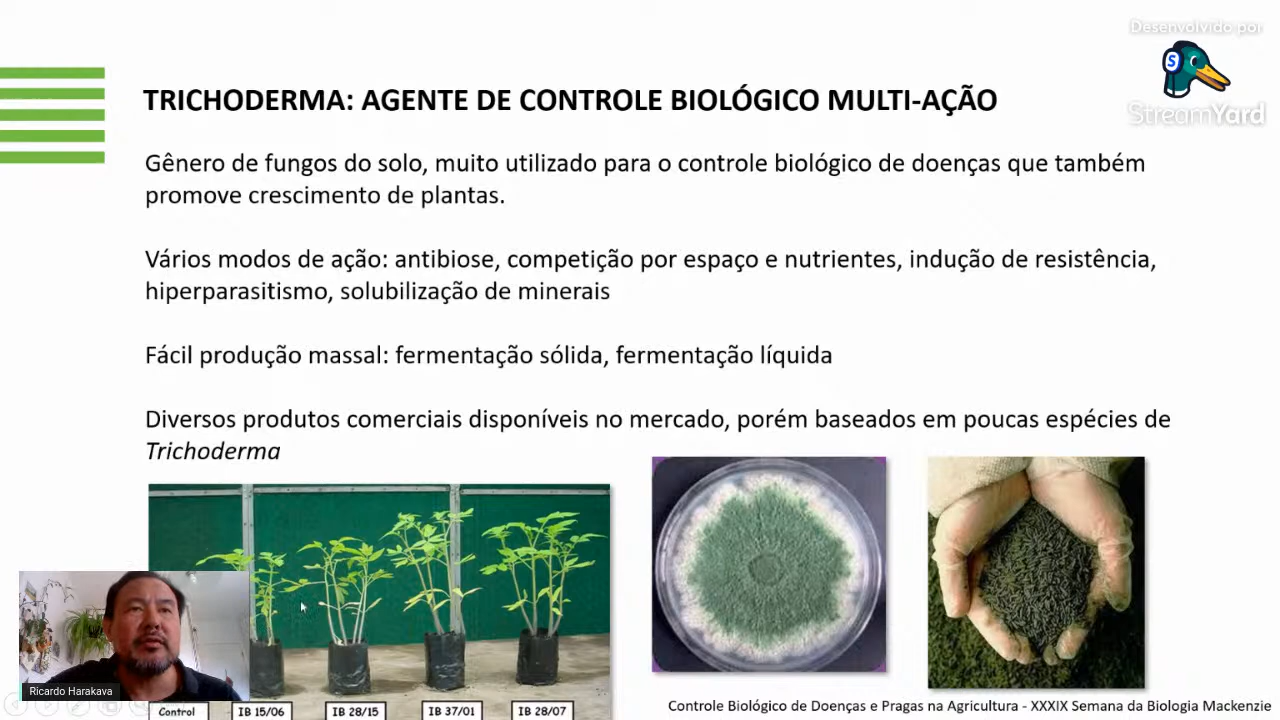 Desenvolvido por
StreamYard
TRICHODERMA: AGENTE DE CONTROLE BIOLÓGICO MULTI-AÇÃO
Gênero de fungos do solo, muito utilizado para o controle biológico de doenças que também
promove crescimento de plantas.
Vários modos de ação: antibiose, competição por espaço e nutrientes, indução de resistência,
hiperparasitismo, solubilização de minerais
Fácil produção massal: fermentação sólida, fermentação líquida
Diversos produtos comerciais disponíveis no mercado, porém baseados em poucas espécies de
Trichoderma
Ricardo Harakava
Control
IB 15/06
IB 28/15
IB 37/01
IB 28/07
Controle Biológico de Doenças e Pragas na Agricultura - XXXIX Semana da Biologia Mackenzie